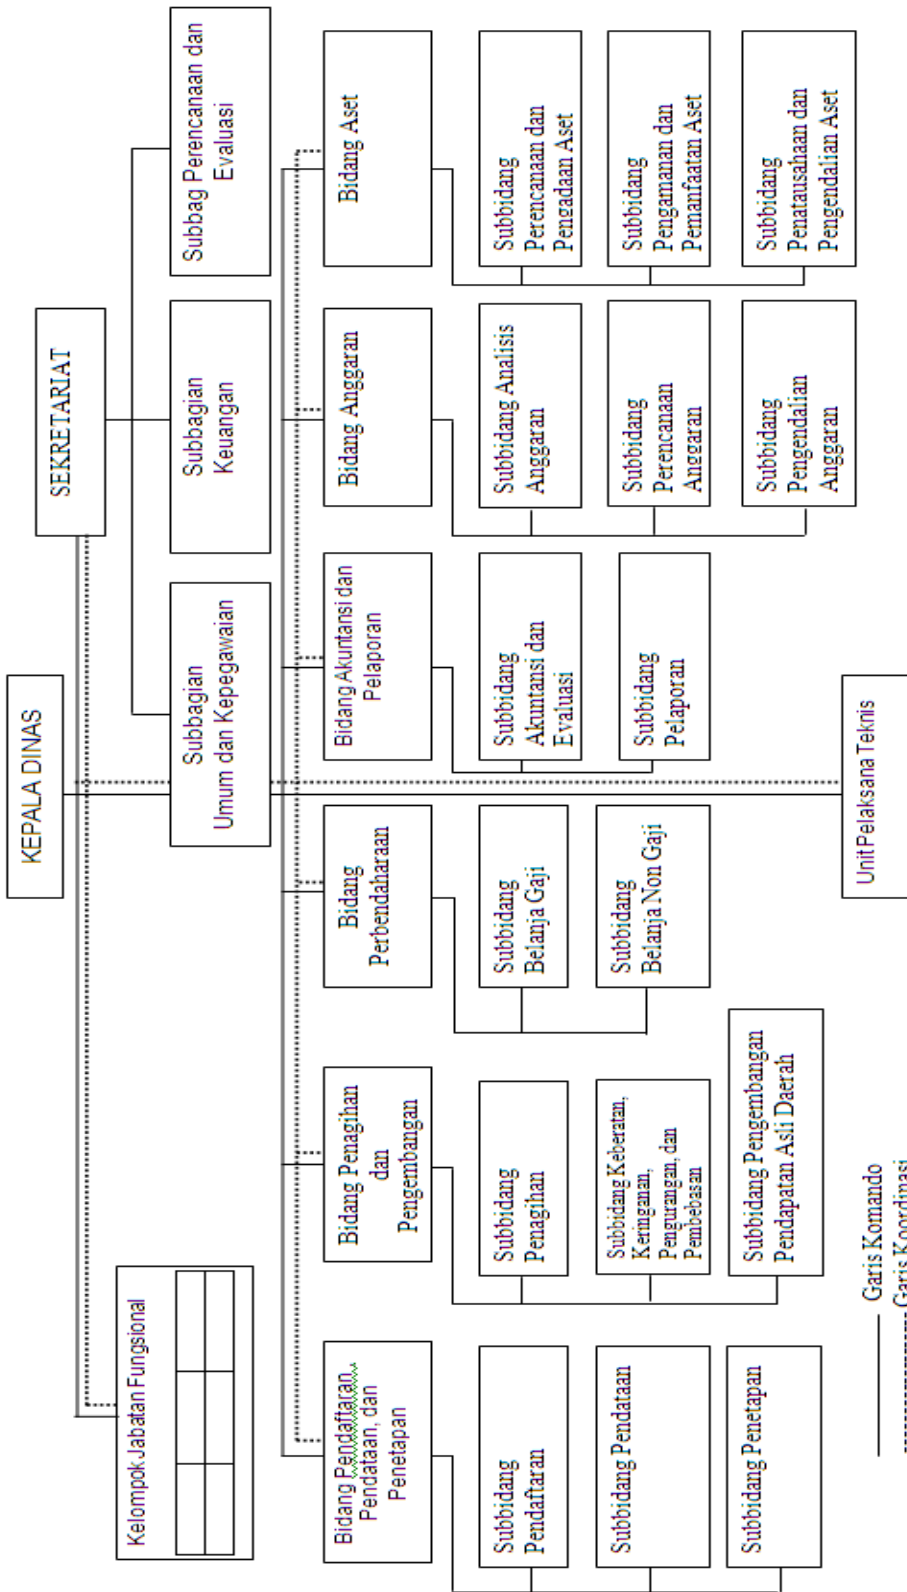 KEPALA DINAS
SEKRETARIAT
Kelompok Jabatan Fungsional
Subbagian
Umum dan Kepegawaian
Subbagian
Keuangan
Subbag Perencanaan dan
Evaluasi
Bidang Pendaftaran,
Pendataan, dan
Penetapan
Bidang Penagihan
dan
Pengembangan
Bidang
Perbendaharaan
Bidang Akuntansi dan
Pelaporan
Bidang Anggaran
Bidang Aset
Subbidang
Pendaftaran
Subbidang Pendataan
Subbidang Penetapan
Subbidang
Penagihan
Subbidang Keberatan,
Keringanan,
Pengurangan, dan
Pembebasan
Subbidang Pengembangan
Pendapatan Asli Daerah
Subbidang
Belanja Gaji
Subbidang
Belanja Non Gaji
Subbidang
Akuntansi dan
Evaluasi
Subbidang
Pelaporan
Subbidang Analisis
Anggaran
Subbidang
Perencanaan
Anggaran
Subbidang
Pengendalian
Anggaran
Subbidang
Perencanaan dan
Pengadaan Aset
Subbidang
Pengamanan dan
Pemanfaatan Aset
Subbidang
Penatausahaan dan
Pengendalian Aset
Unit Pelaksana Teknis
Garis Komando
Garis Koordinasi